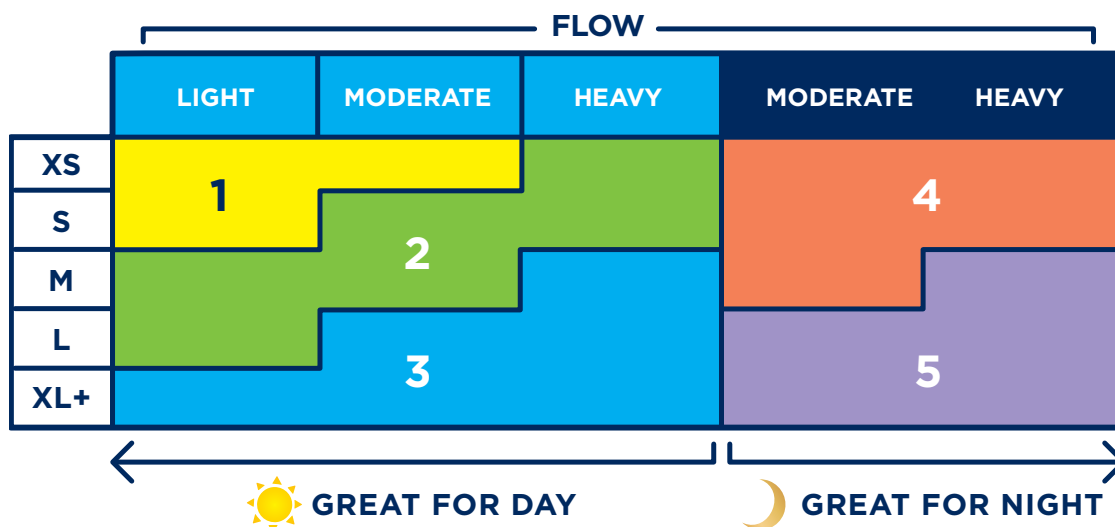 FLOW
LIGHT MODERATE HEAVY MODERATE HEAVY
XS
1
4
S
2
M
L
3
5
XL+
GREAT FOR DAY GREAT FOR NIGHT